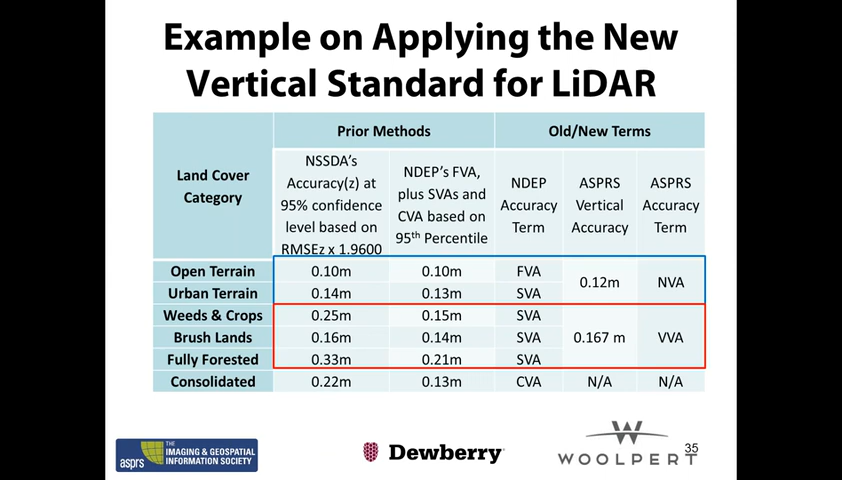 Example on Applying the New
Vertical Standard for LiDAR
Prior Methods
Old/New Terms
Land Cover
Category
NSSDA's
Accuracy(z) at
95% confidence
level based on
RMSEz x 1.9600
NDEP's FVA,
plus SVAs and
CVA based on
95th Percentile
NDEP
Accuracy
Term
ASPRS
Vertical
Accuracy
ASPRS
Accuracy
Term
Open Terrain 0.10m 0.10m FVA
0.12m NVA
Urban Terrain 0.14m 0.13m SVA
Weeds & Crops 0.25m 0.15m SVA
Brush Lands 0.16m 0.14m SVA 0.167 m VVA
Fully Forested 0.33m 0.21m SVA
Consolidated 0.22m 0.13m CVA N/A N/A
asprs
THE
IMAGING & GEOSPATIAL
INFORMATION SOCIETY
Dewberry
WOOLPERT
35